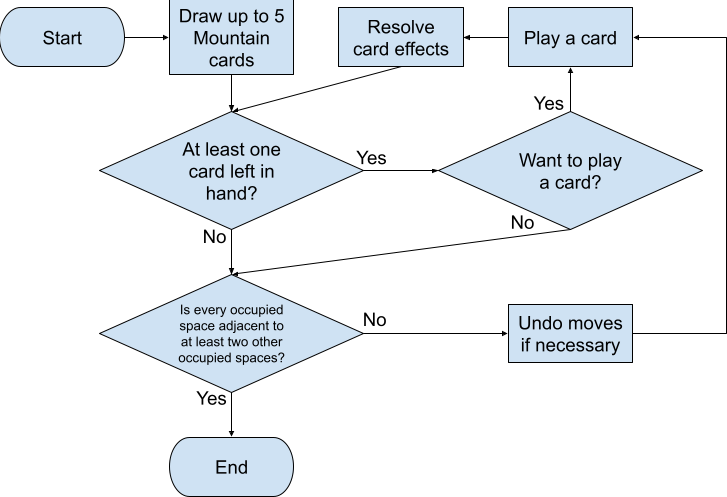 Start
Draw up to 5
Mountain
cards
Resolve
card effects
Play a card
Yes
At least one
card left in
hand?
Yes
Want to play
a card?
No
No
Is every occupied
space adjacent to
at least two other
occupied spaces?
No
Undo moves
if necessary
Yes
End